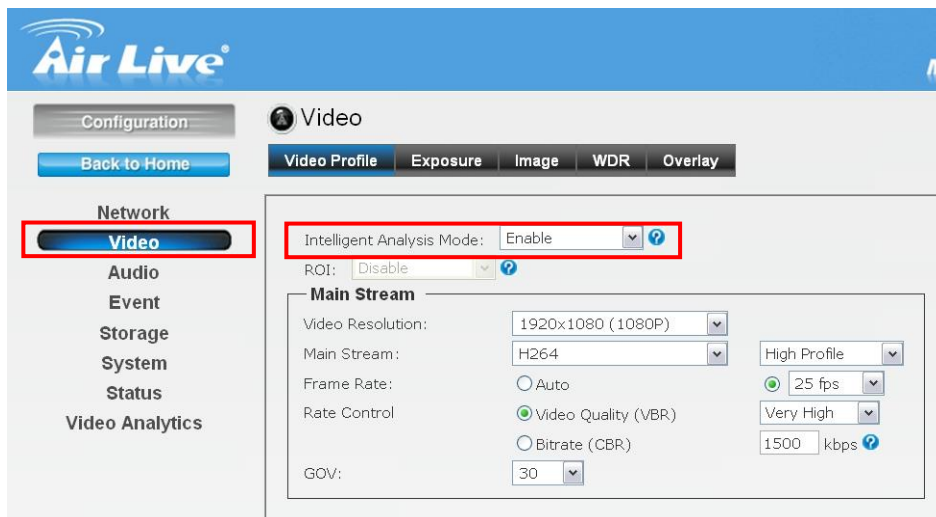 Air Live®
Configuration
Back to Home
Network
Video
Audio
Event
Storage
System
Status
Video Analytics
Video
Video Profile Exposure Image WDR Overlay
Intelligent Analysis Mode: Enable ?
ROI: Disable ?
Main Stream
Video Resolution: 1920x1080 (1080P)
Main Stream: H264 High Profile
Frame Rate: Auto 25 fps
Rate Control Video Quality (VBR) Very High
Bitrate (CBR) 1500 kbps ?
GOV: 30